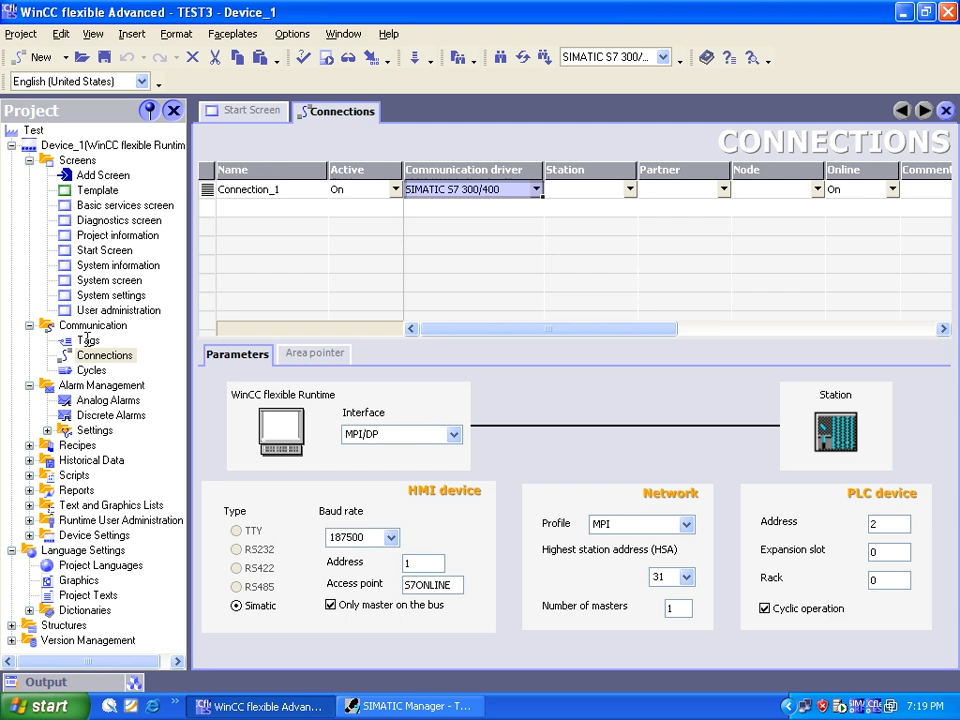 WinCC flexible Advanced - TEST3 - Device_1
Project Edit View Insert Format Faceplates Options Window Help
New SIMATIC S7 300/...
English (United States)
Project
Start Screen Connections
CONNECTIONS
Test
Device_1(WinCC flexible Runtim
Screens
Add Screen
Template
Basic services screen
Diagnostics screen
Project information
Start Screen
System information
System screen
System settings
User administration
Communication
Tags
Connections
Cycles
Alarm Management
Analog Alarms
Discrete Alarms
Settings
Recipes
Historical Data
Scripts
Reports
Text and Graphics Lists
Runtime User Administration
Device Settings
Language Settings
Project Languages
Graphics
Project Texts
Dictionaries
Structures
Version Management
Name Active Communication driver Station Partner Node Online Comment
Connection_1 On SIMATIC S7 300/400 On
Parameters Area pointer
WinCC flexible Runtime
Interface
MPI/DP
Station
HMI device
Type
TTY
RS232
RS422
RS485
Simatic
Baud rate
187500
Address 1
Access point S7ONLINE
Only master on the bus
Network
Profile MPI
Highest station address (HSA)
31
Number of masters 1
PLC device
Address 2
Expansion slot 0
Rack 0
Cyclic operation
Output
start WinCC flexible Advan... SIMATIC Manager - T... 7:19 PM